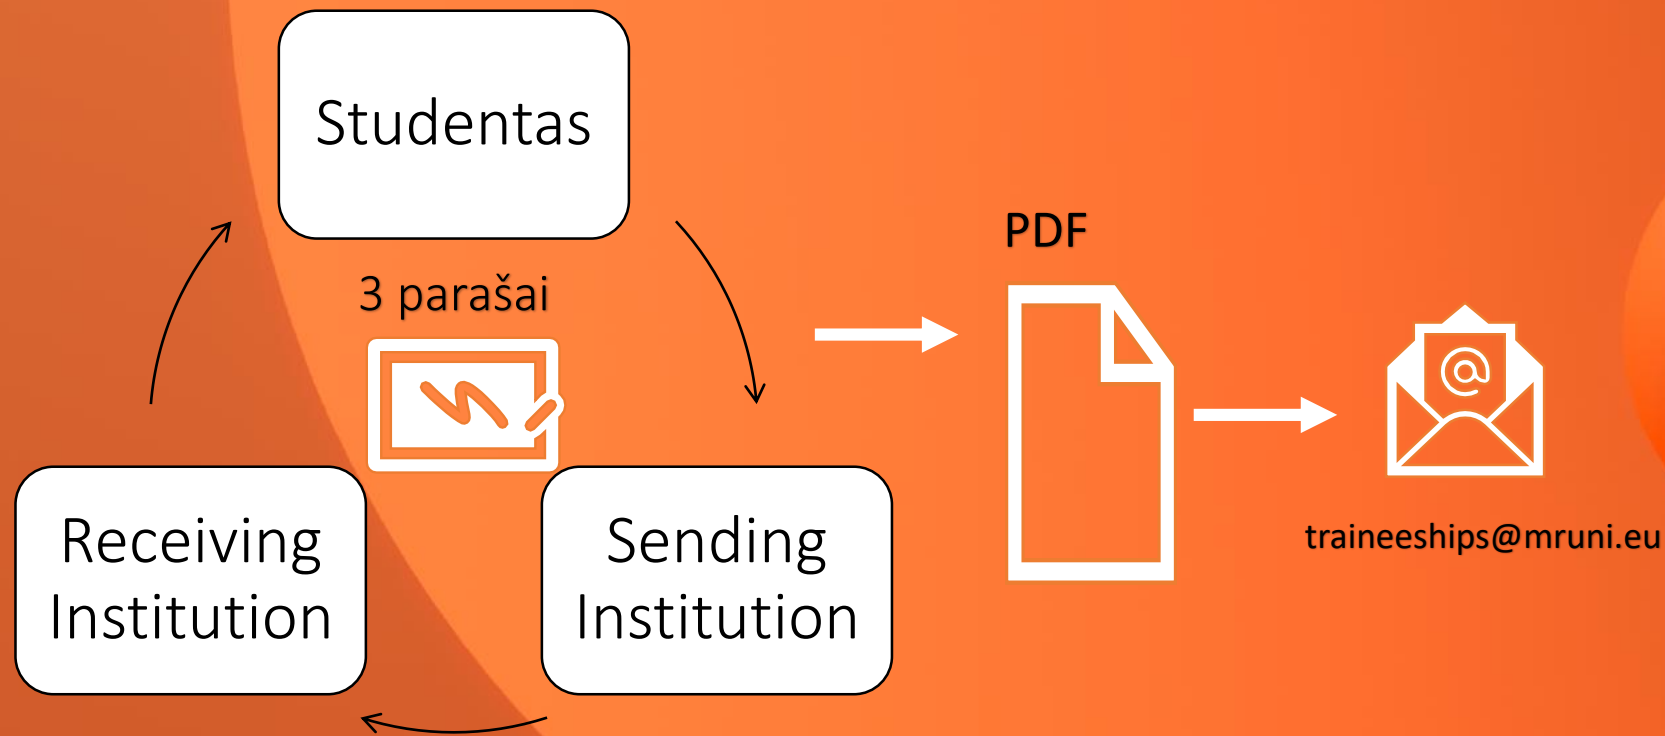 Studentas
3 parašai
Receiving
Institution
Sending
Institution
PDF
@
traineeships@mruni.eu